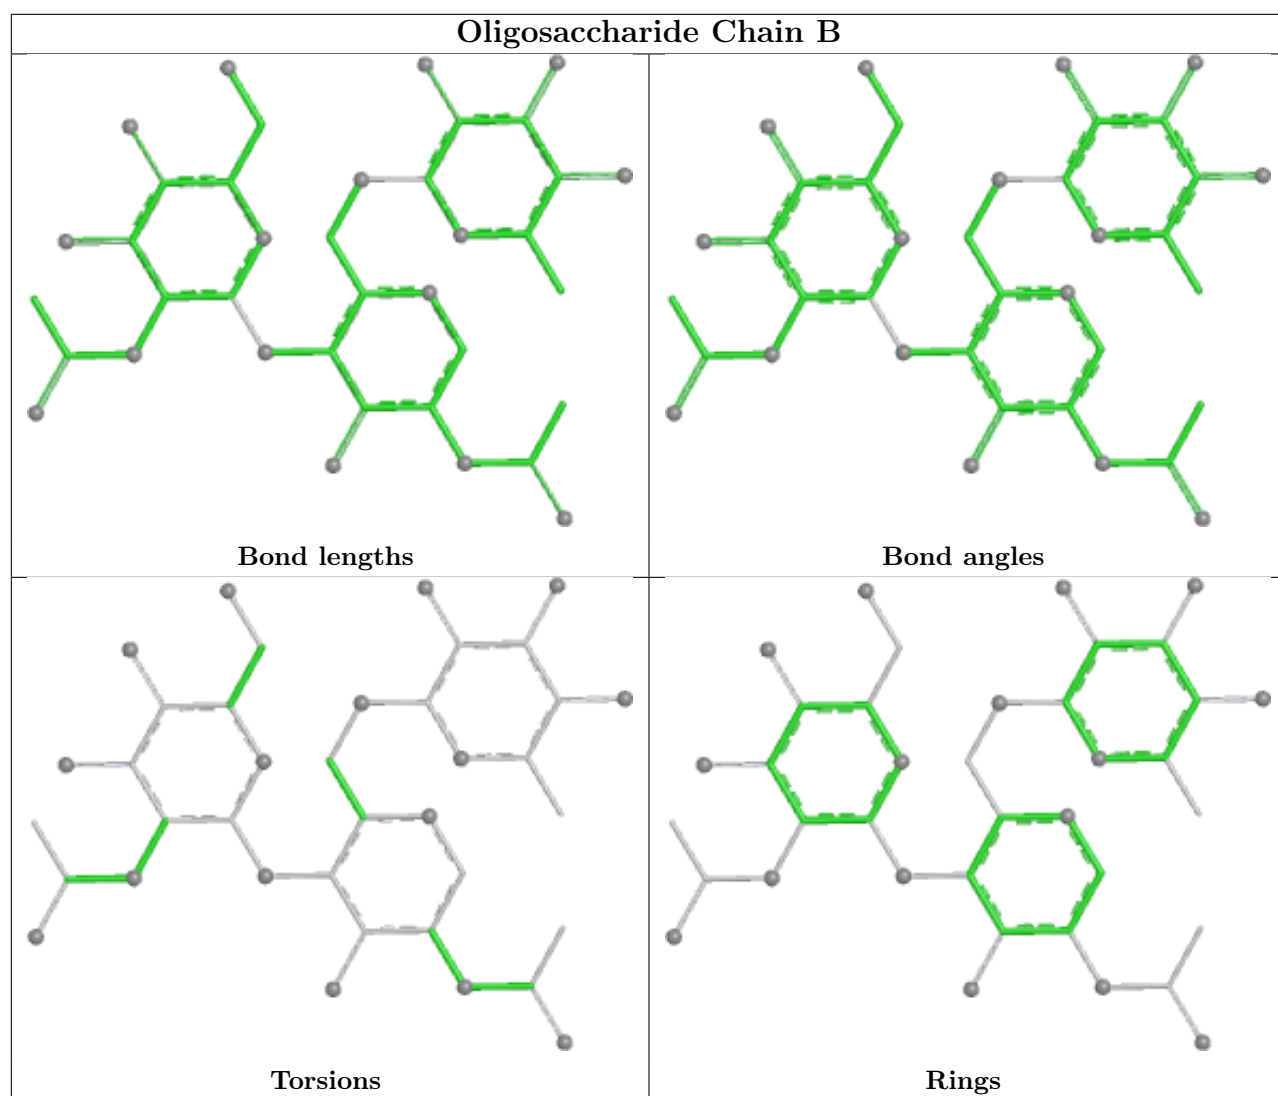 Oligosaccharide Chain B
Bond lengths
Bond angles
Torsions
Rings